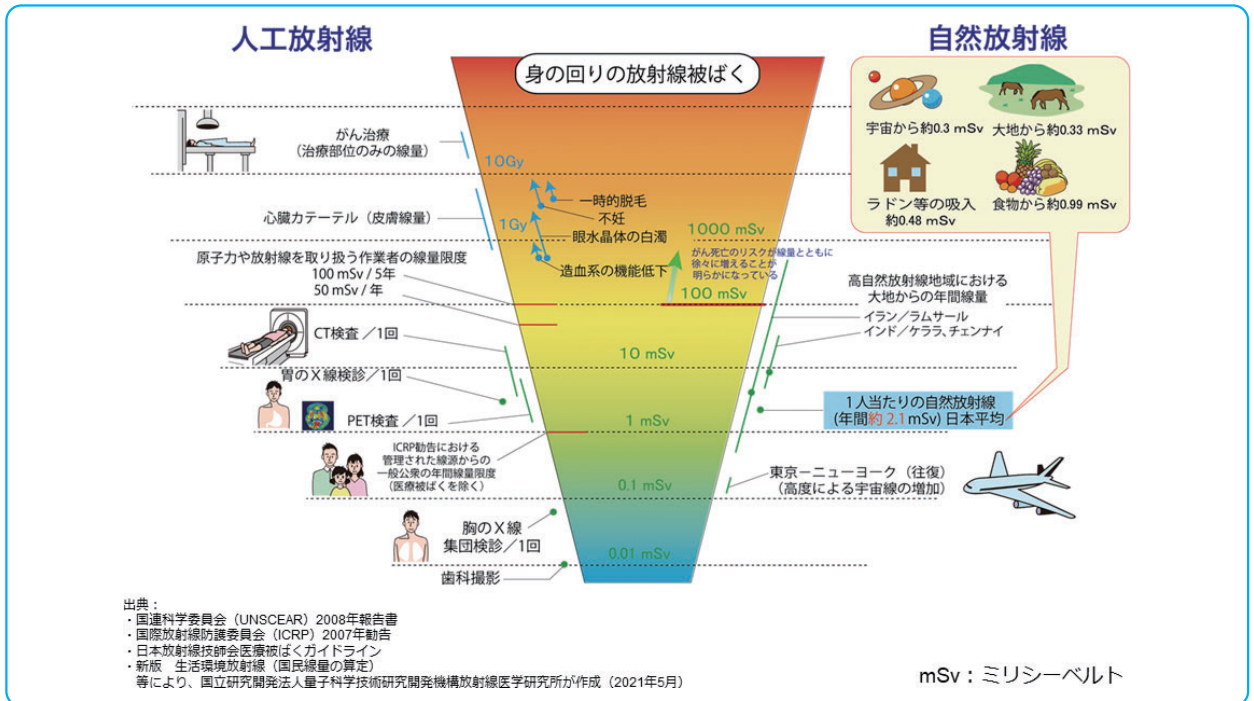 人工放射線
自然放射線
身の回りの放射線被ばく
宇宙から約0.3 mSv
大地から約0.33 mSv
ラドン等の吸入
約0.48 mSv
食物から約0.99 mSv
がん治療
(治療部位のみの線量)
10Gy
心臓カテーテル(皮膚線量)
1Gy
一時的脱毛
不妊
眼水晶体の白濁
造血系の機能低下
1000 mSv
がん死亡のリスクが線量とともに
徐々に増えることが
明らかになっている
100 mSv
原子力や放射線を取り扱う作業者の線量限度
100 mSv / 5年
50 mSv / 年
高自然放射線地域における
大地からの年間線量
イラン/ラムサール
インド/ケララ、チェンナイ
CT検査/1回
10 mSv
胃のX線検診/1回
PET検査/1回
1 mSv
1人当たりの自然放射線
(年間約 2.1mSv) 日本平均
ICRP勧告における
管理された線源からの
一般公衆の年間線量限度
(医療被ばくを除く)
0.1 mSv
東京ーニューヨーク(往復)
(高度による宇宙線の増加)
胸のX線
集団検診/1回
0.01 mSv
歯科撮影
出典:
・国連科学委員会(UNSCEAR)2008年報告書
・国際放射線防護委員会(ICRP)2007年勧告
・日本放射線技師会医療被ばくガイドライン
・新版 生活環境放射線(国民線量の算定)
等により、国立研究開発法人量子科学技術研究開発機構放射線医学研究所が作成(2021年5月)
mSv:ミリシーベルト